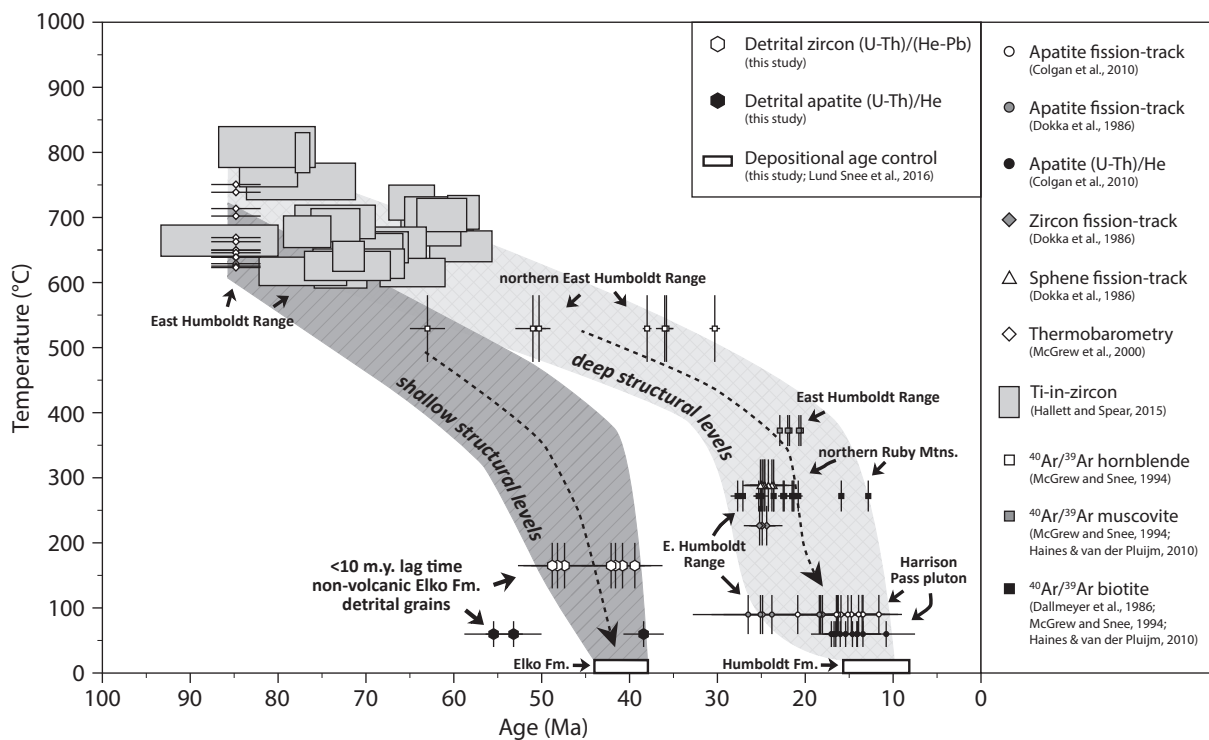 Temperature (°C)
1000
900
800
700
600
500
400
300
200
100
0
100
90
80
70
60
50
40
30
20
10
0
Age (Ma)
Detrital zircon (U-Th)/(He-Pb)
(this study)
Detrital apatite (U-Th)/He
(this study)
Depositional age control
(this study; Lund Snee et al., 2016)
East Humboldt Range
northern East Humboldt Range
shallow structural levels
deep structural levels
East Humboldt Range
northern Ruby Mtns.
E. Humboldt
Range
Harrison
Pass pluton
<10 m.y. lag time
non-volcanic Elko Fm.
detrital grains
Elko Fm.
Humboldt Fm.
Apatite fission-track
(Colgan et al., 2010)
Apatite fission-track
(Dokka et al., 1986)
Apatite (U-Th)/He
(Colgan et al., 2010)
Zircon fission-track
(Dokka et al., 1986)
Sphene fission-track
(Dokka et al., 1986)
Thermobarometry
(McGrew et al., 2000)
Ti-in-zircon
(Hallett and Spear, 2015)
⁴⁰Ar/³⁹Ar hornblende
(McGrew and Snee, 1994)
⁴⁰Ar/³⁹Ar muscovite
(McGrew and Snee, 1994;
Haines & van der Pluijm, 2010)
⁴⁰Ar/³⁹Ar biotite
(Dallmeyer et al., 1986;
McGrew and Snee, 1994;
Haines & van der Pluijm, 2010)